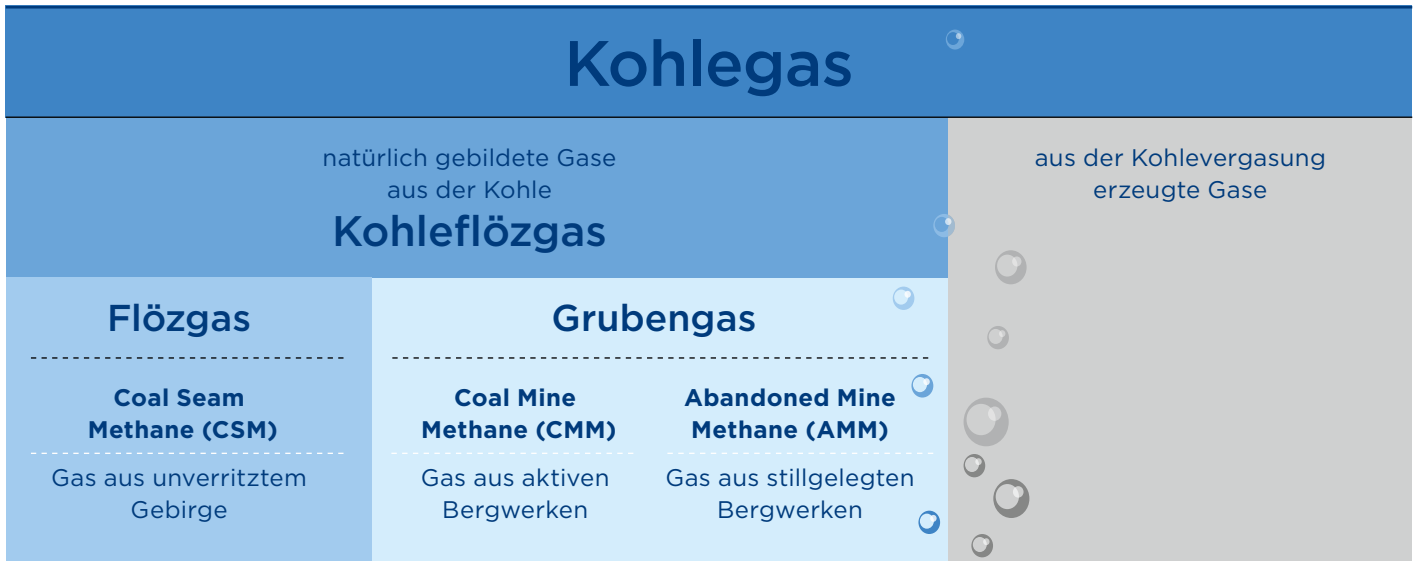 Kohlegas
natürlich gebildete Gase
aus der Kohle
Kohleflözgas
aus der Kohlevergasung
erzeugte Gase
Flözgas
Coal Seam
Methane (CSM)
Gas aus unverritztem
Gebirge
Grubengas
Coal Mine
Methane (CMM)
Gas aus aktiven
Bergwerken
Abandoned Mine
Methane (AMM)
Gas aus stillgelegten
Bergwerken